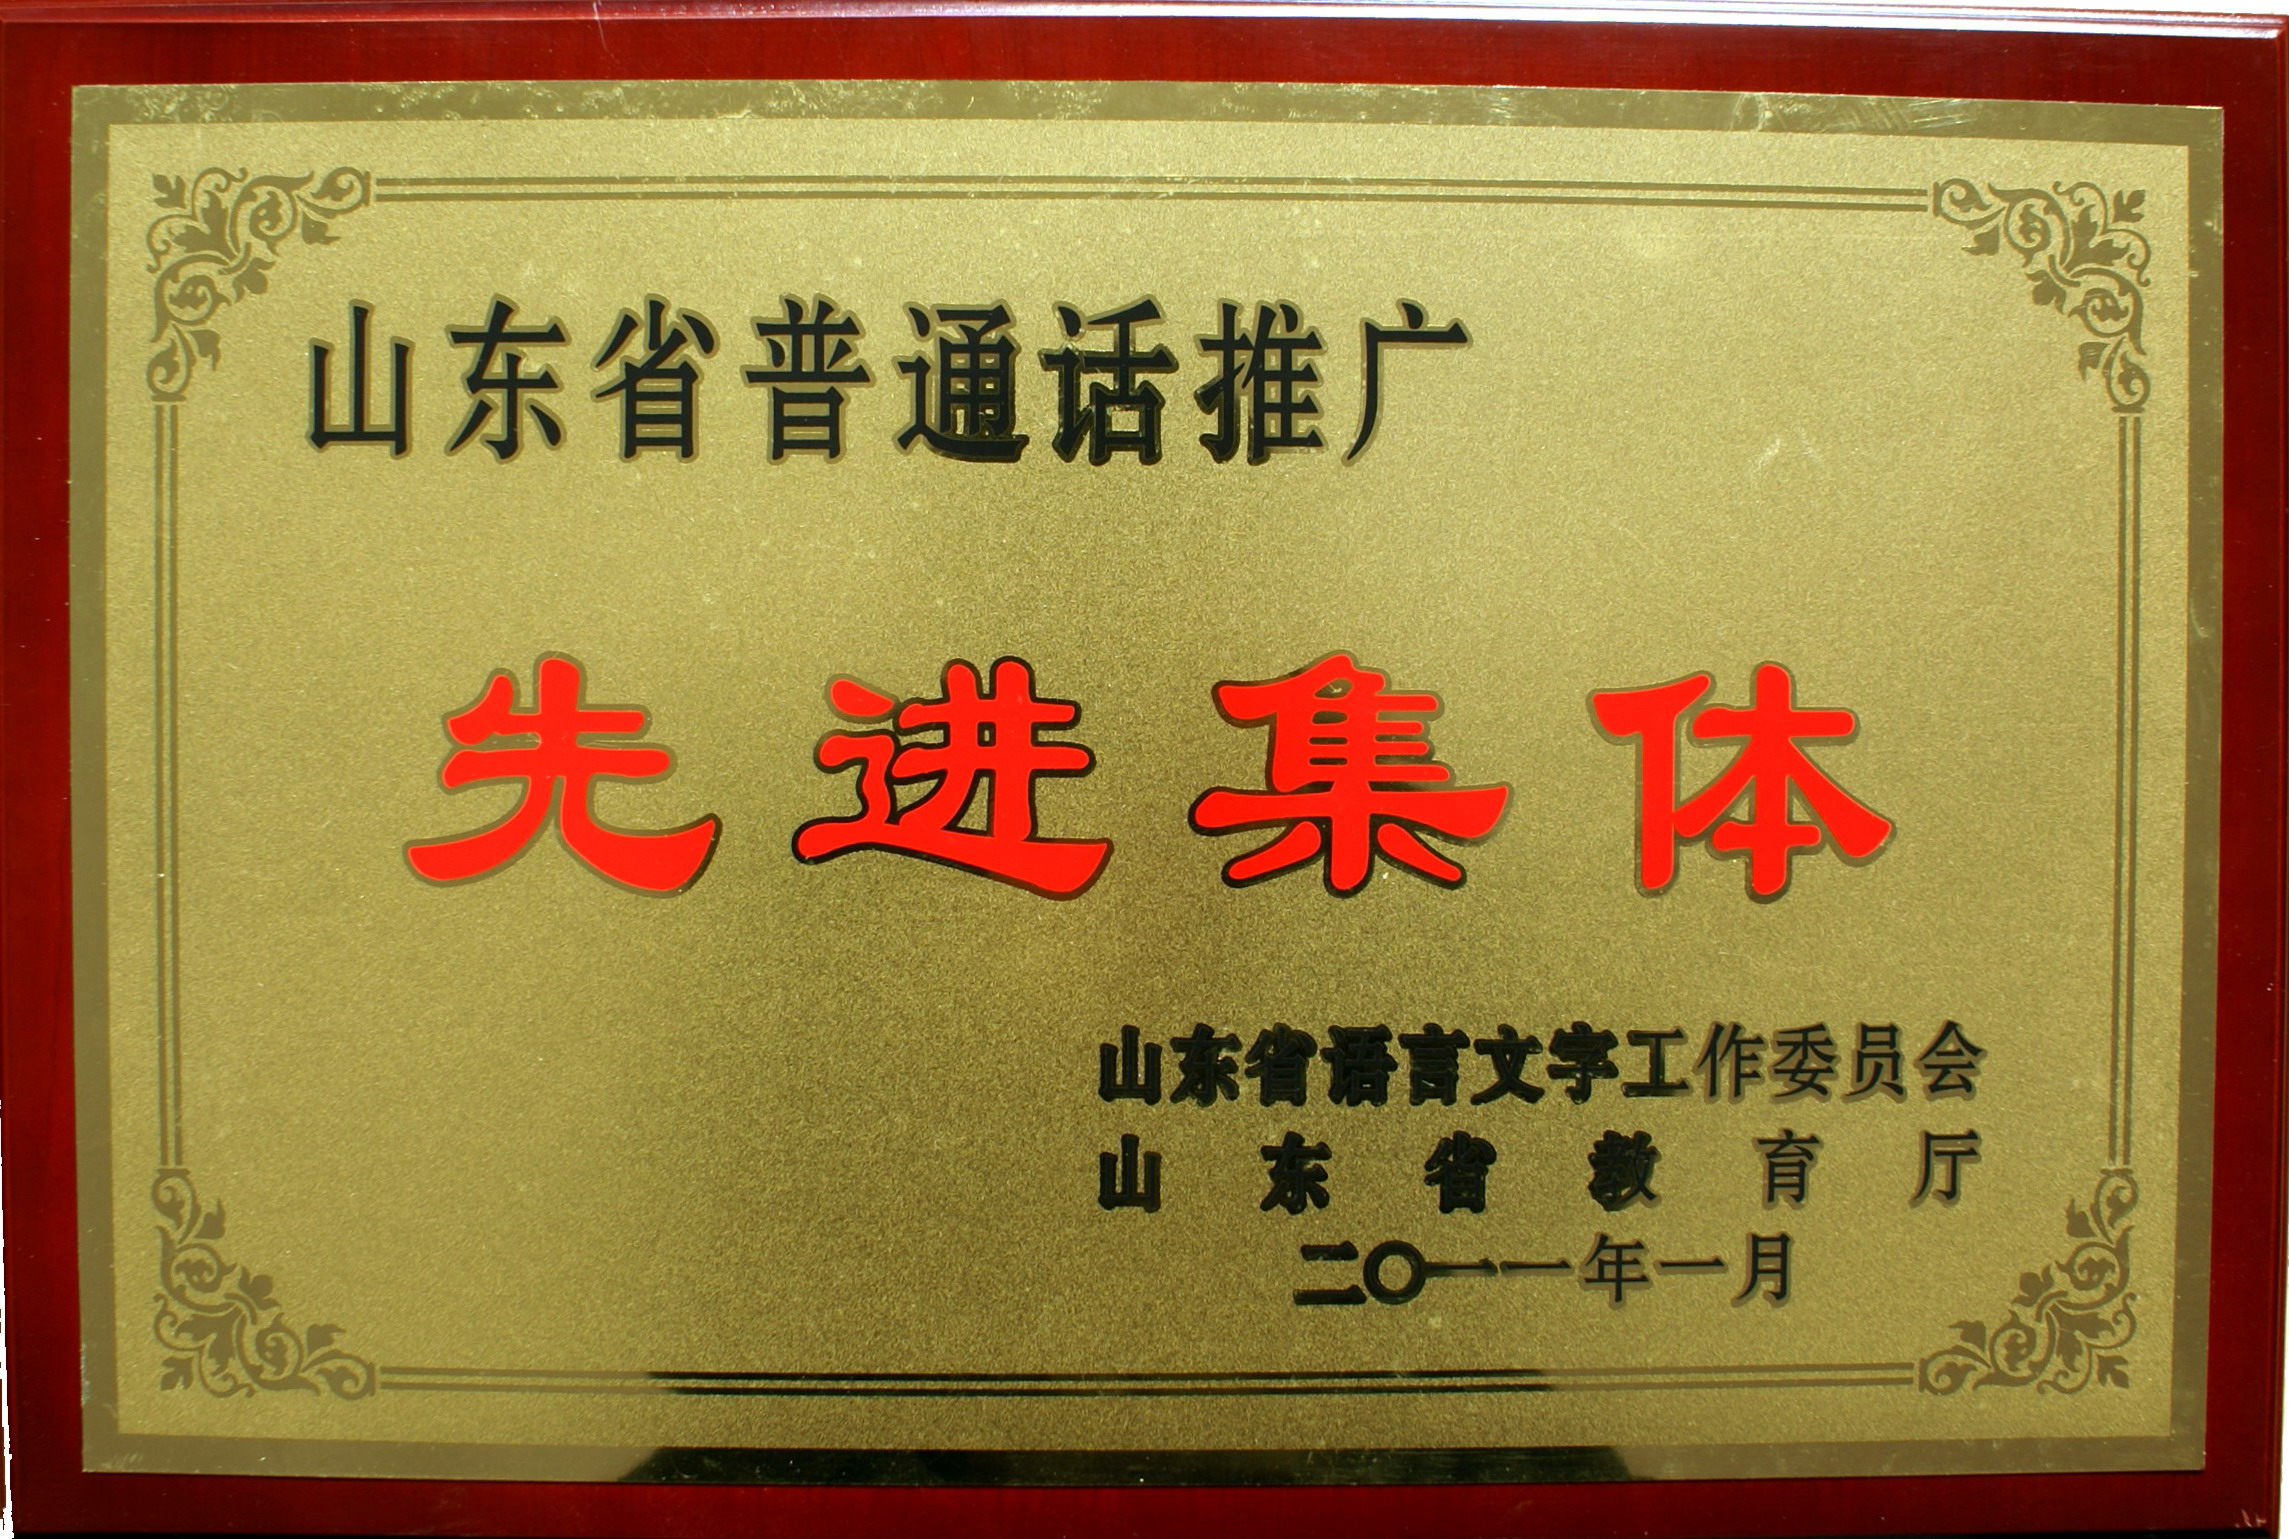 山东省普通话推广
先进集体
山东省语言文字工作委员会
山东省教育厅
二〇一一年一月